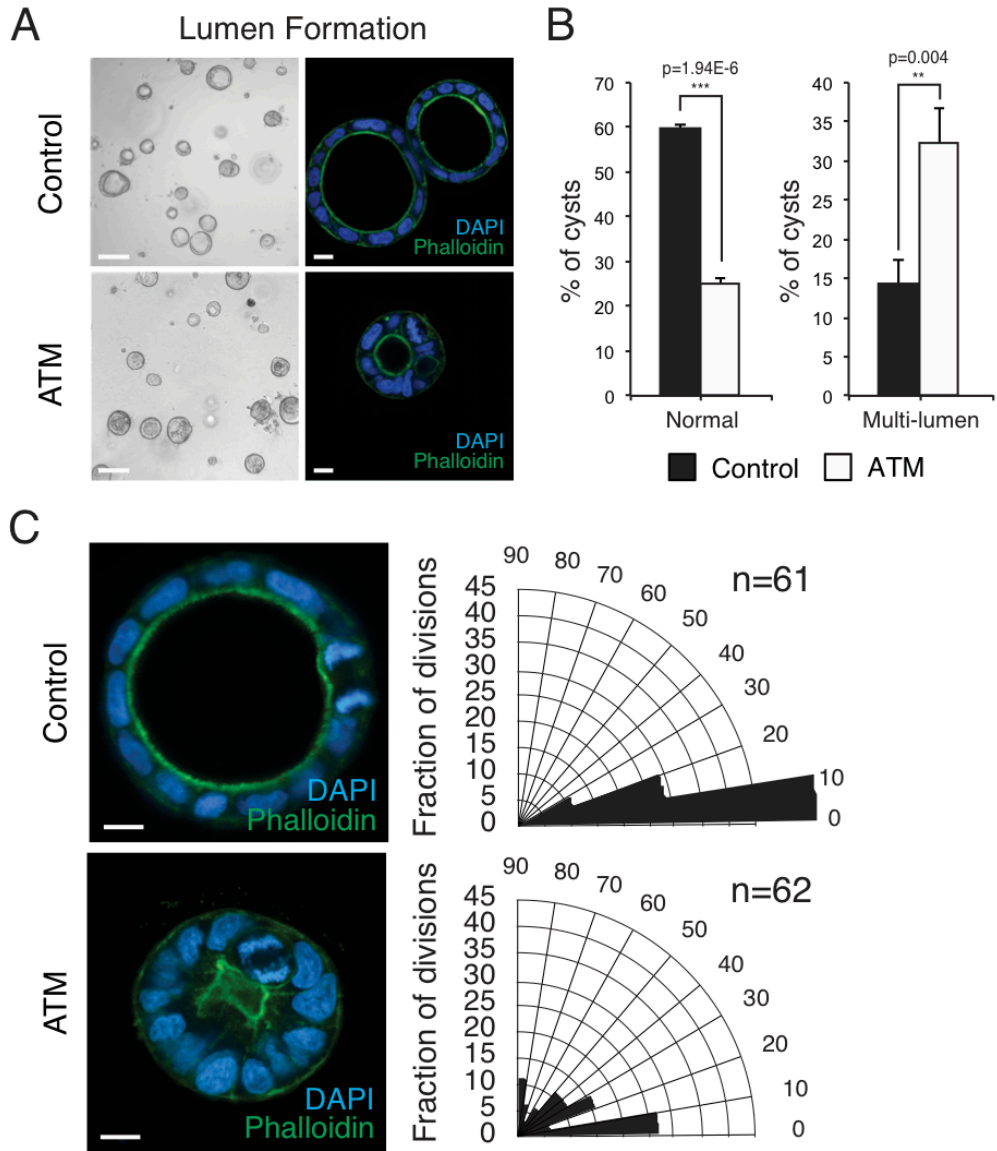 A
Lumen Formation
Control
DAPI
Phalloidin
ATM
DAPI
Phalloidin
B
p=1.94E-6
***
% of cysts
70
60
50
40
30
20
10
0
Normal
p=0.004
**
% of cysts
40
35
30
25
20
15
10
5
0
Multi-lumen
Control
ATM
C
Control
DAPI
Phalloidin
Fraction of divisions
45
40
35
30
25
20
15
10
5
0
90
80
70
60
50
40
30
20
10
0
n=61
ATM
DAPI
Phalloidin
Fraction of divisions
45
40
35
30
25
20
15
10
5
0
90
80
70
60
50
40
30
20
10
0
n=62